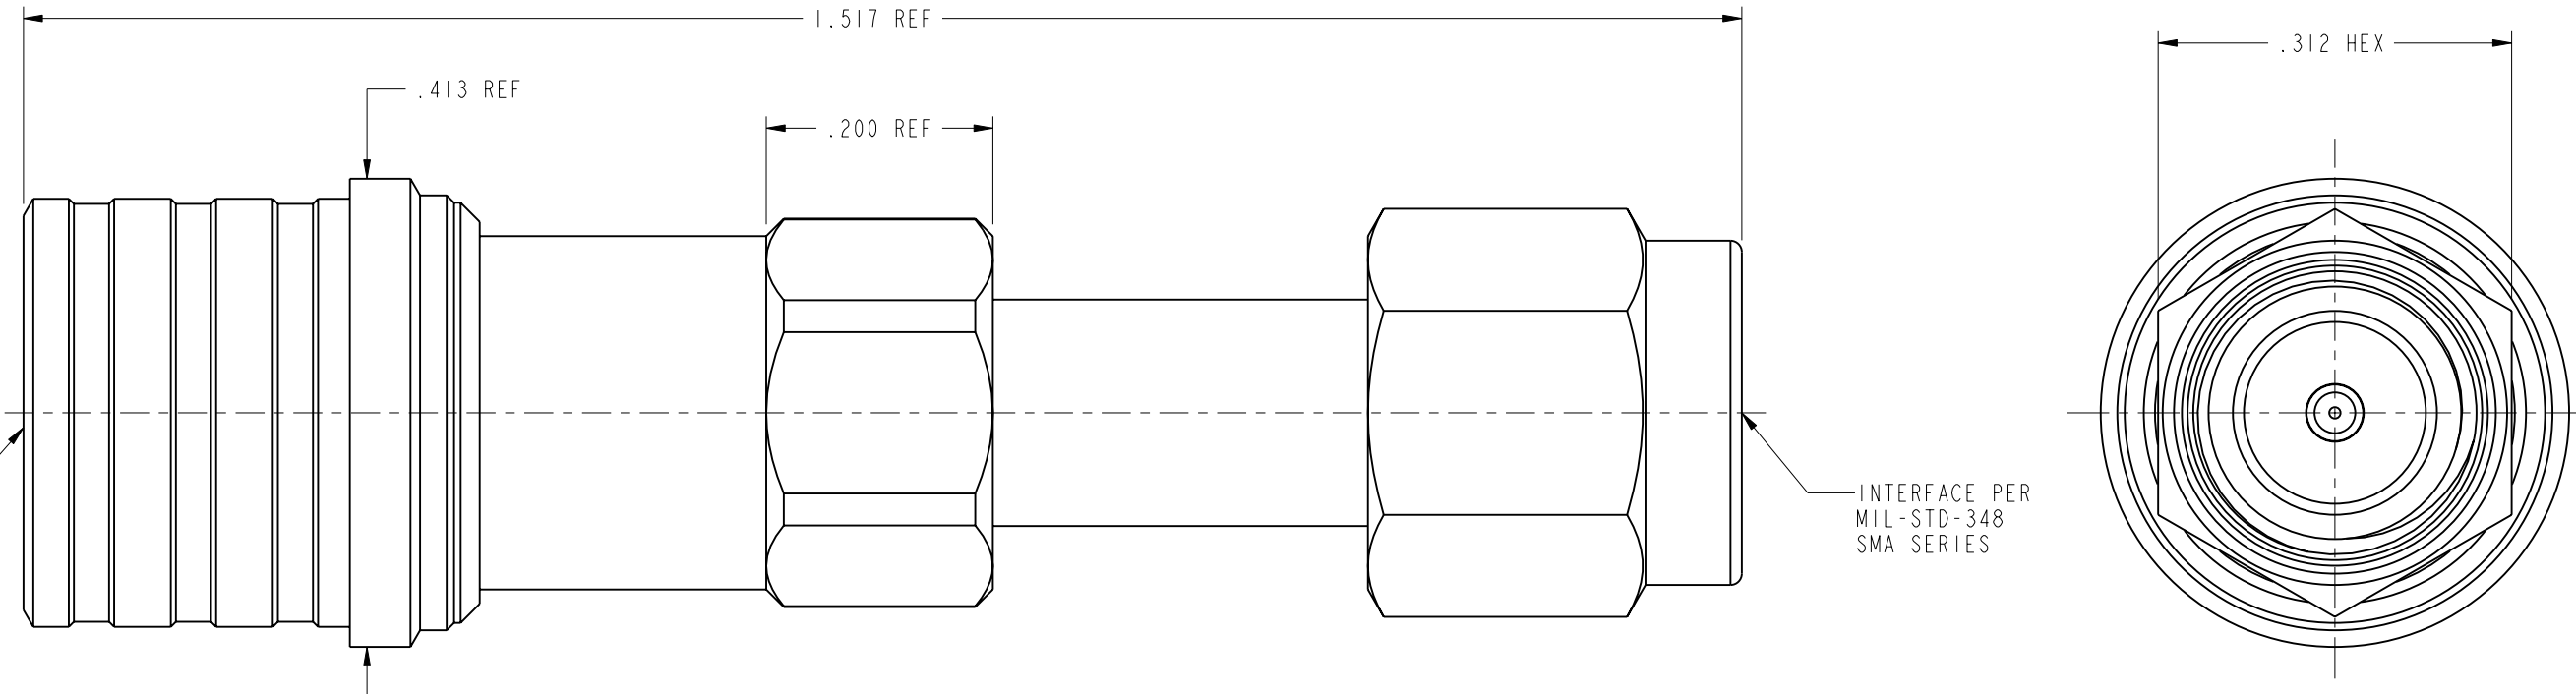 1.517 REF
.312 HEX
.413 REF
.200 REF
INTERFACE PER
MIL-STD-348
SMA SERIES